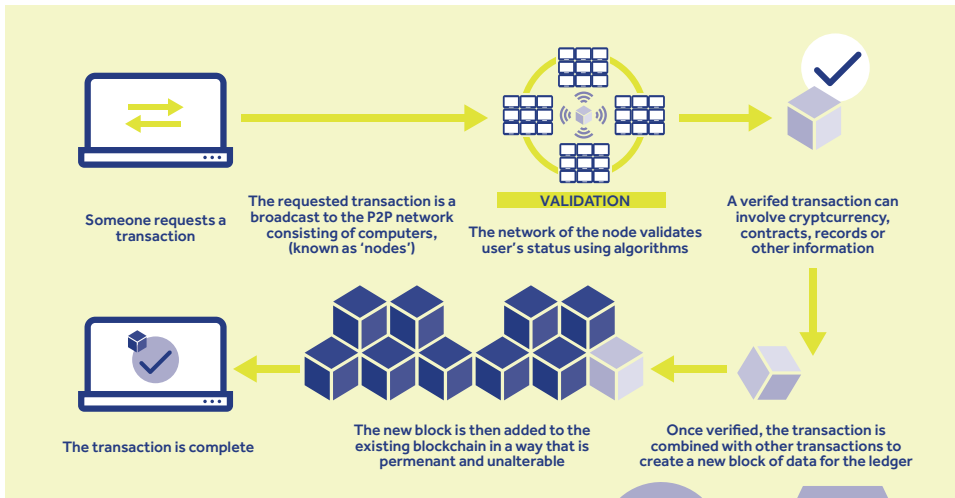 Someone requests a
transaction
The requested transaction is a
broadcast to the P2P network
consisting of computers,
(known as ‘nodes’)
VALIDATION
The network of the node validates
user’s status using algorithms
A verifed transaction can
involve cryptcurrency,
contracts, records or
other information
The transaction is complete
The new block is then added to the
existing blockchain in a way that is
permenant and unalterable
Once verified, the transaction is
combined with other transactions to
create a new block of data for the ledger